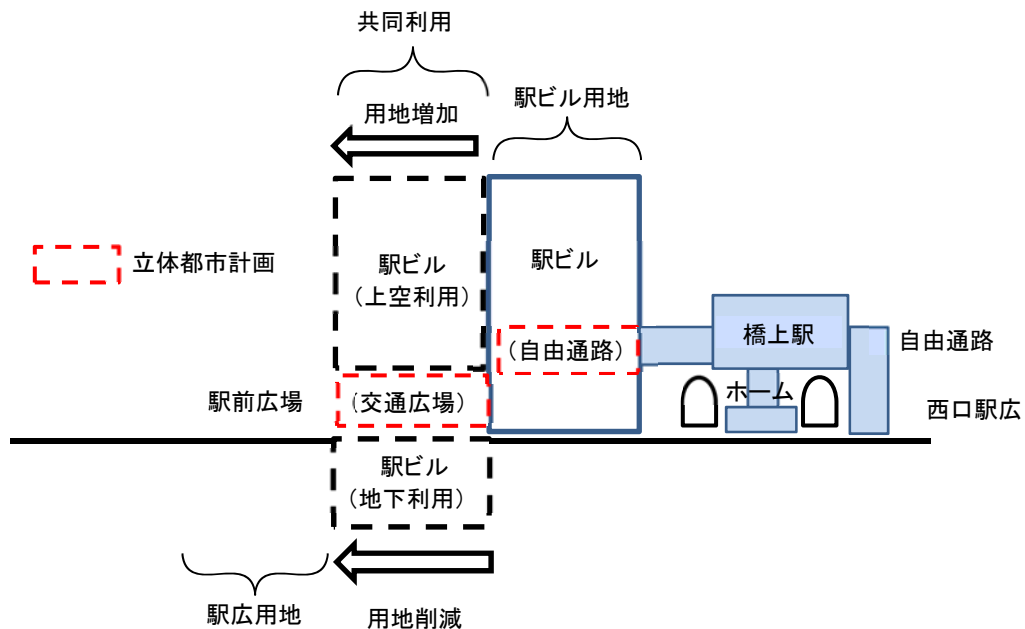 共同利用
用地増加
駅ビル用地
立体都市計画
駅ビル
(上空利用)
駅ビル
(自由通路)
橋上駅
自由通路
駅前広場
(交通広場)
ホーム
西口駅広
駅ビル
(地下利用)
駅広用地
用地削減